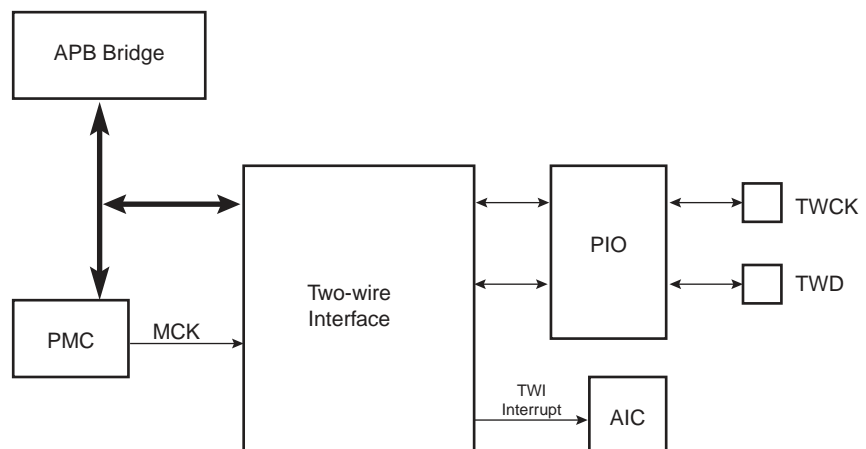 APB Bridge
TWCK
PIO
TWD
Two-wire
Interface
PMC
MCK
TWI
Interrupt
AIC